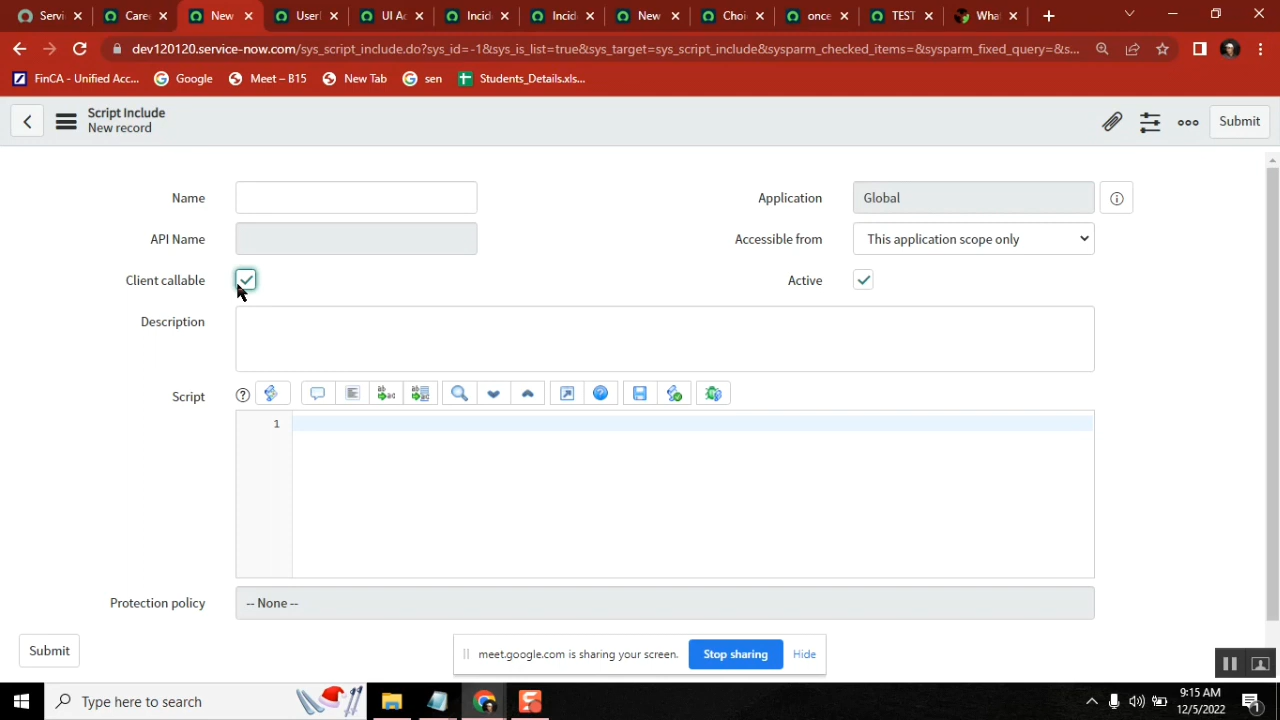 Servi
Caree
New
User
UI Ac
Incid
Incid
New
Choi
once
TEST
Wha
dev120120.service-now.com/sys_script_include.do?sys_id=-1&sys_is_list=true&sys_target=sys_script_include&sysparm_checked_items=&sysparm_fixed_query=&s...
FinCA - Unified Acc...
Google
Meet – B15
New Tab
sen
Students_Details.xls...
Script Include
New record
Submit
Name
Application
Global
API Name
Accessible from
This application scope only
Client callable
Active
Description
Script
1
Protection policy
-- None --
Submit
meet.google.com is sharing your screen.
Stop sharing
Hide
Type here to search
9:15 AM
12/5/2022
1